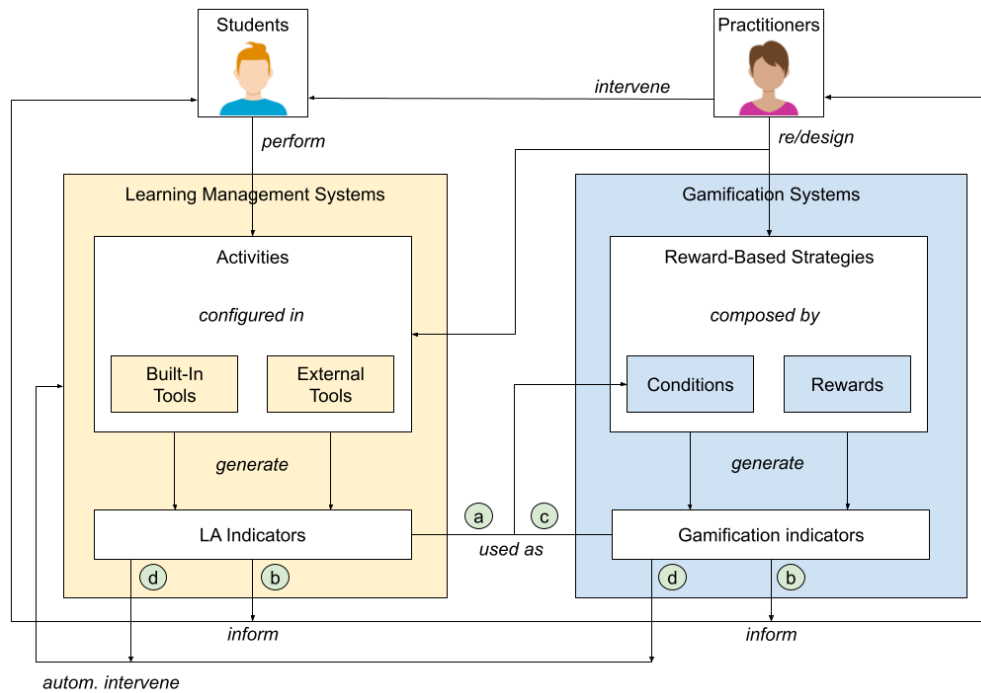 Students
Practitioners
intervene
perform
re/design
Learning Management Systems
Gamification Systems
Activities
Reward-Based Strategies
configured in
composed by
Built-In
Tools
External
Tools
Conditions
Rewards
generate
generate
a
c
LA Indicators
used as
Gamification indicators
d
b
d
b
inform
inform
autom. intervene